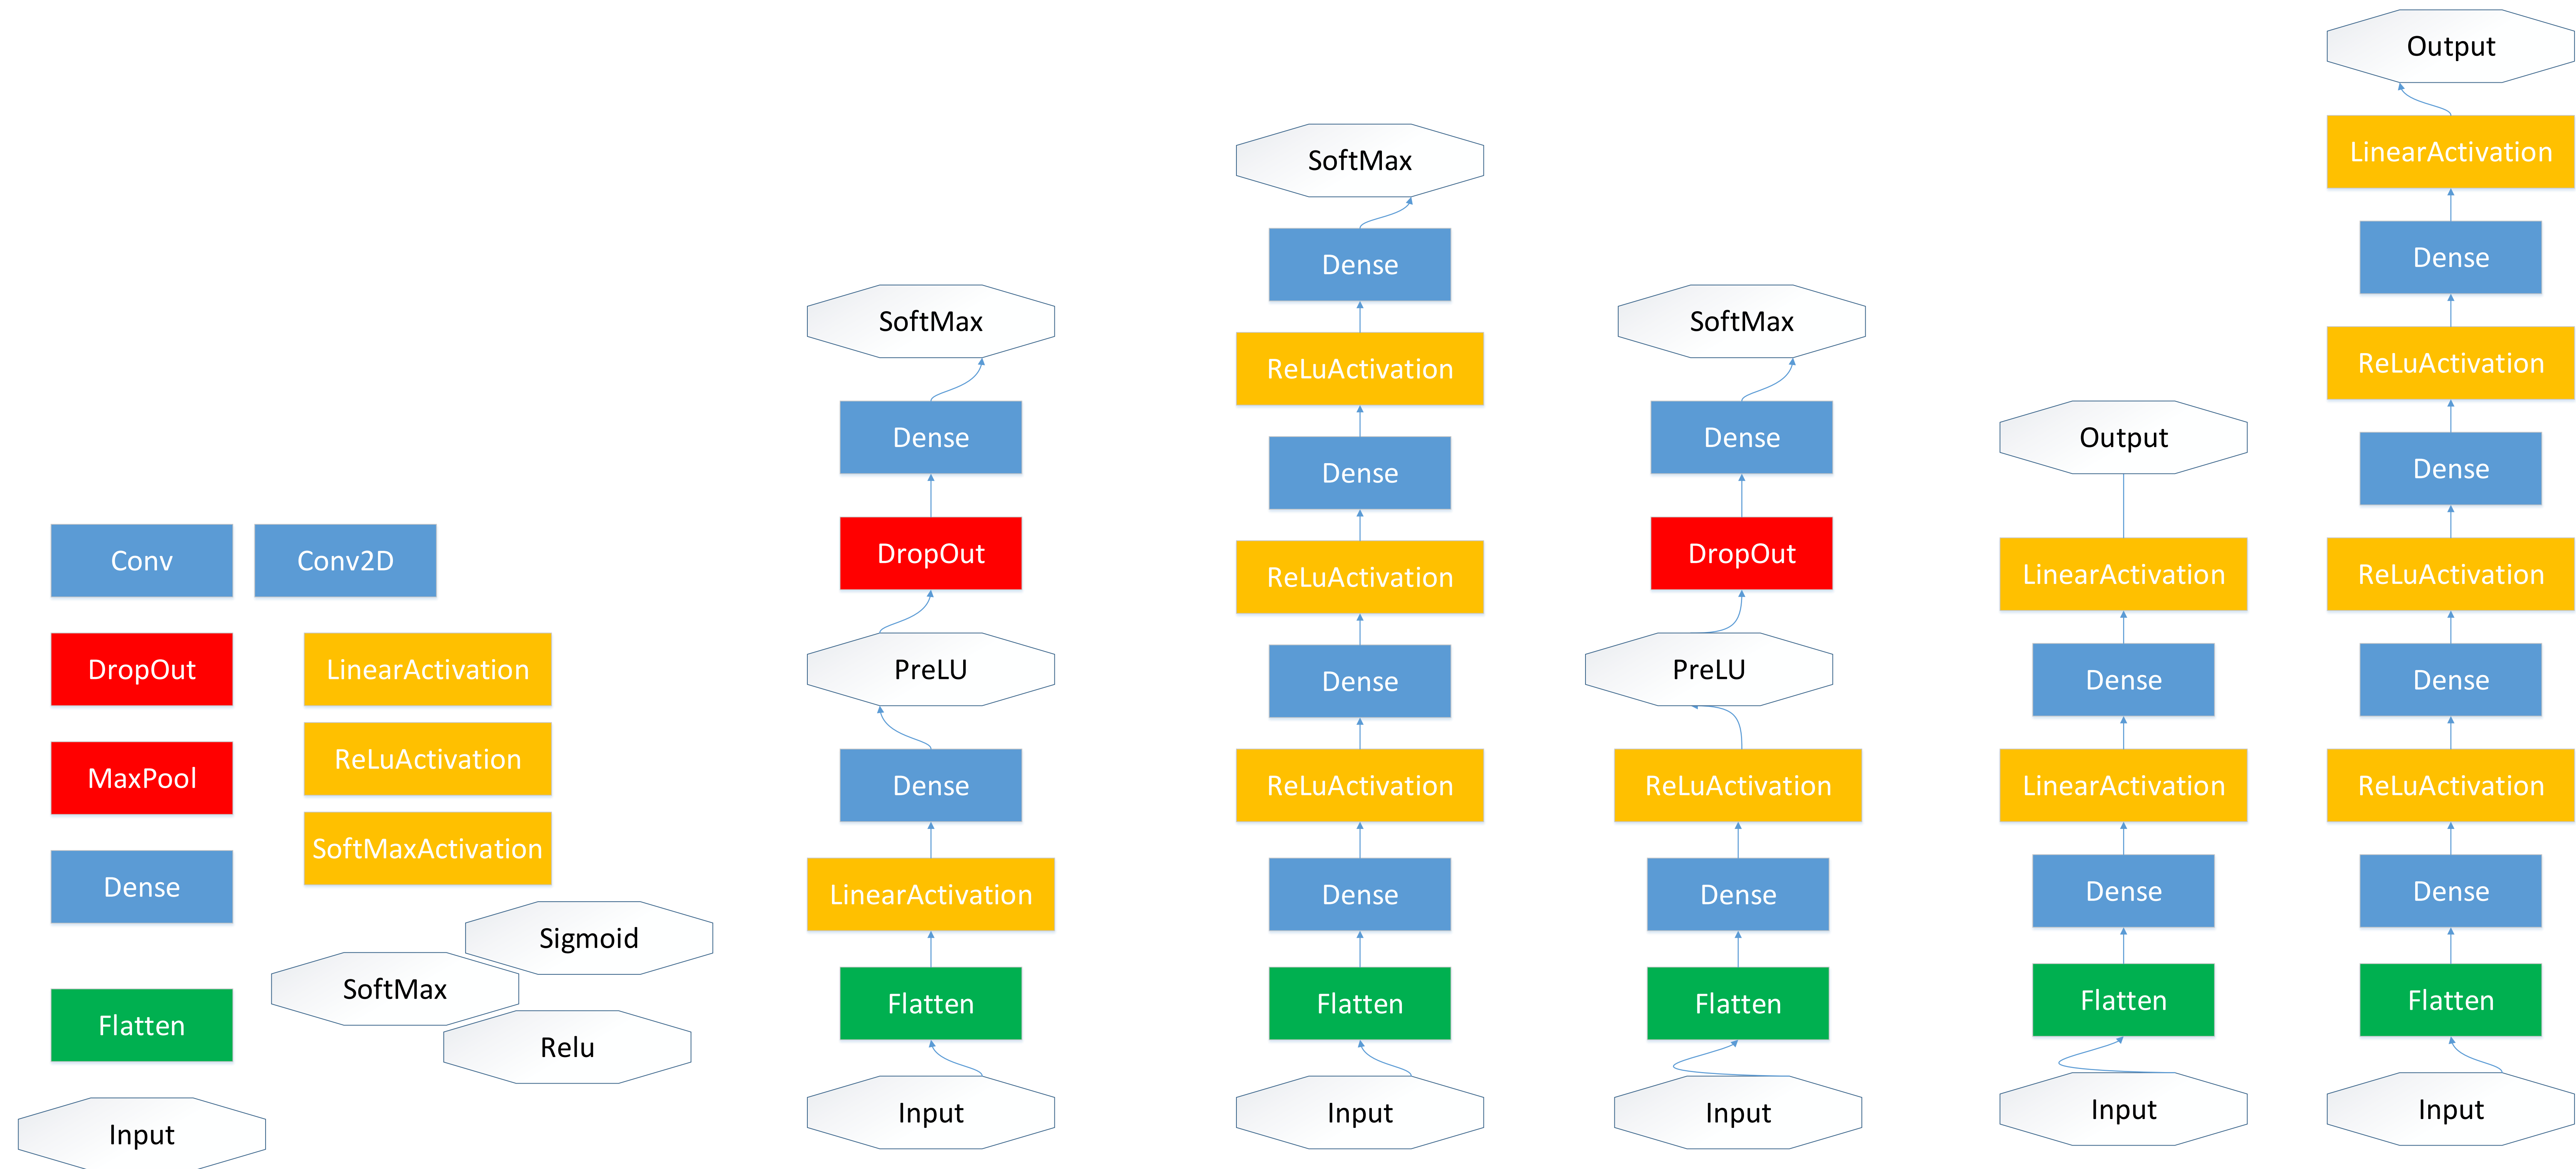 Conv
Conv2D
DropOut
LinearActivation
MaxPool
ReLuActivation
SoftMaxActivation
Dense
Sigmoid
SoftMax
Flatten
Relu
Input
SoftMax
Dense
DropOut
PreLU
Dense
LinearActivation
Flatten
Input
SoftMax
Dense
ReLuActivation
Dense
ReLuActivation
Dense
ReLuActivation
Dense
Flatten
Input
SoftMax
Dense
DropOut
PreLU
ReLuActivation
Dense
Flatten
Input
Output
LinearActivation
Dense
LinearActivation
Dense
Flatten
Input
Output
LinearActivation
Dense
ReLuActivation
Dense
ReLuActivation
Dense
ReLuActivation
Dense
Flatten
Input